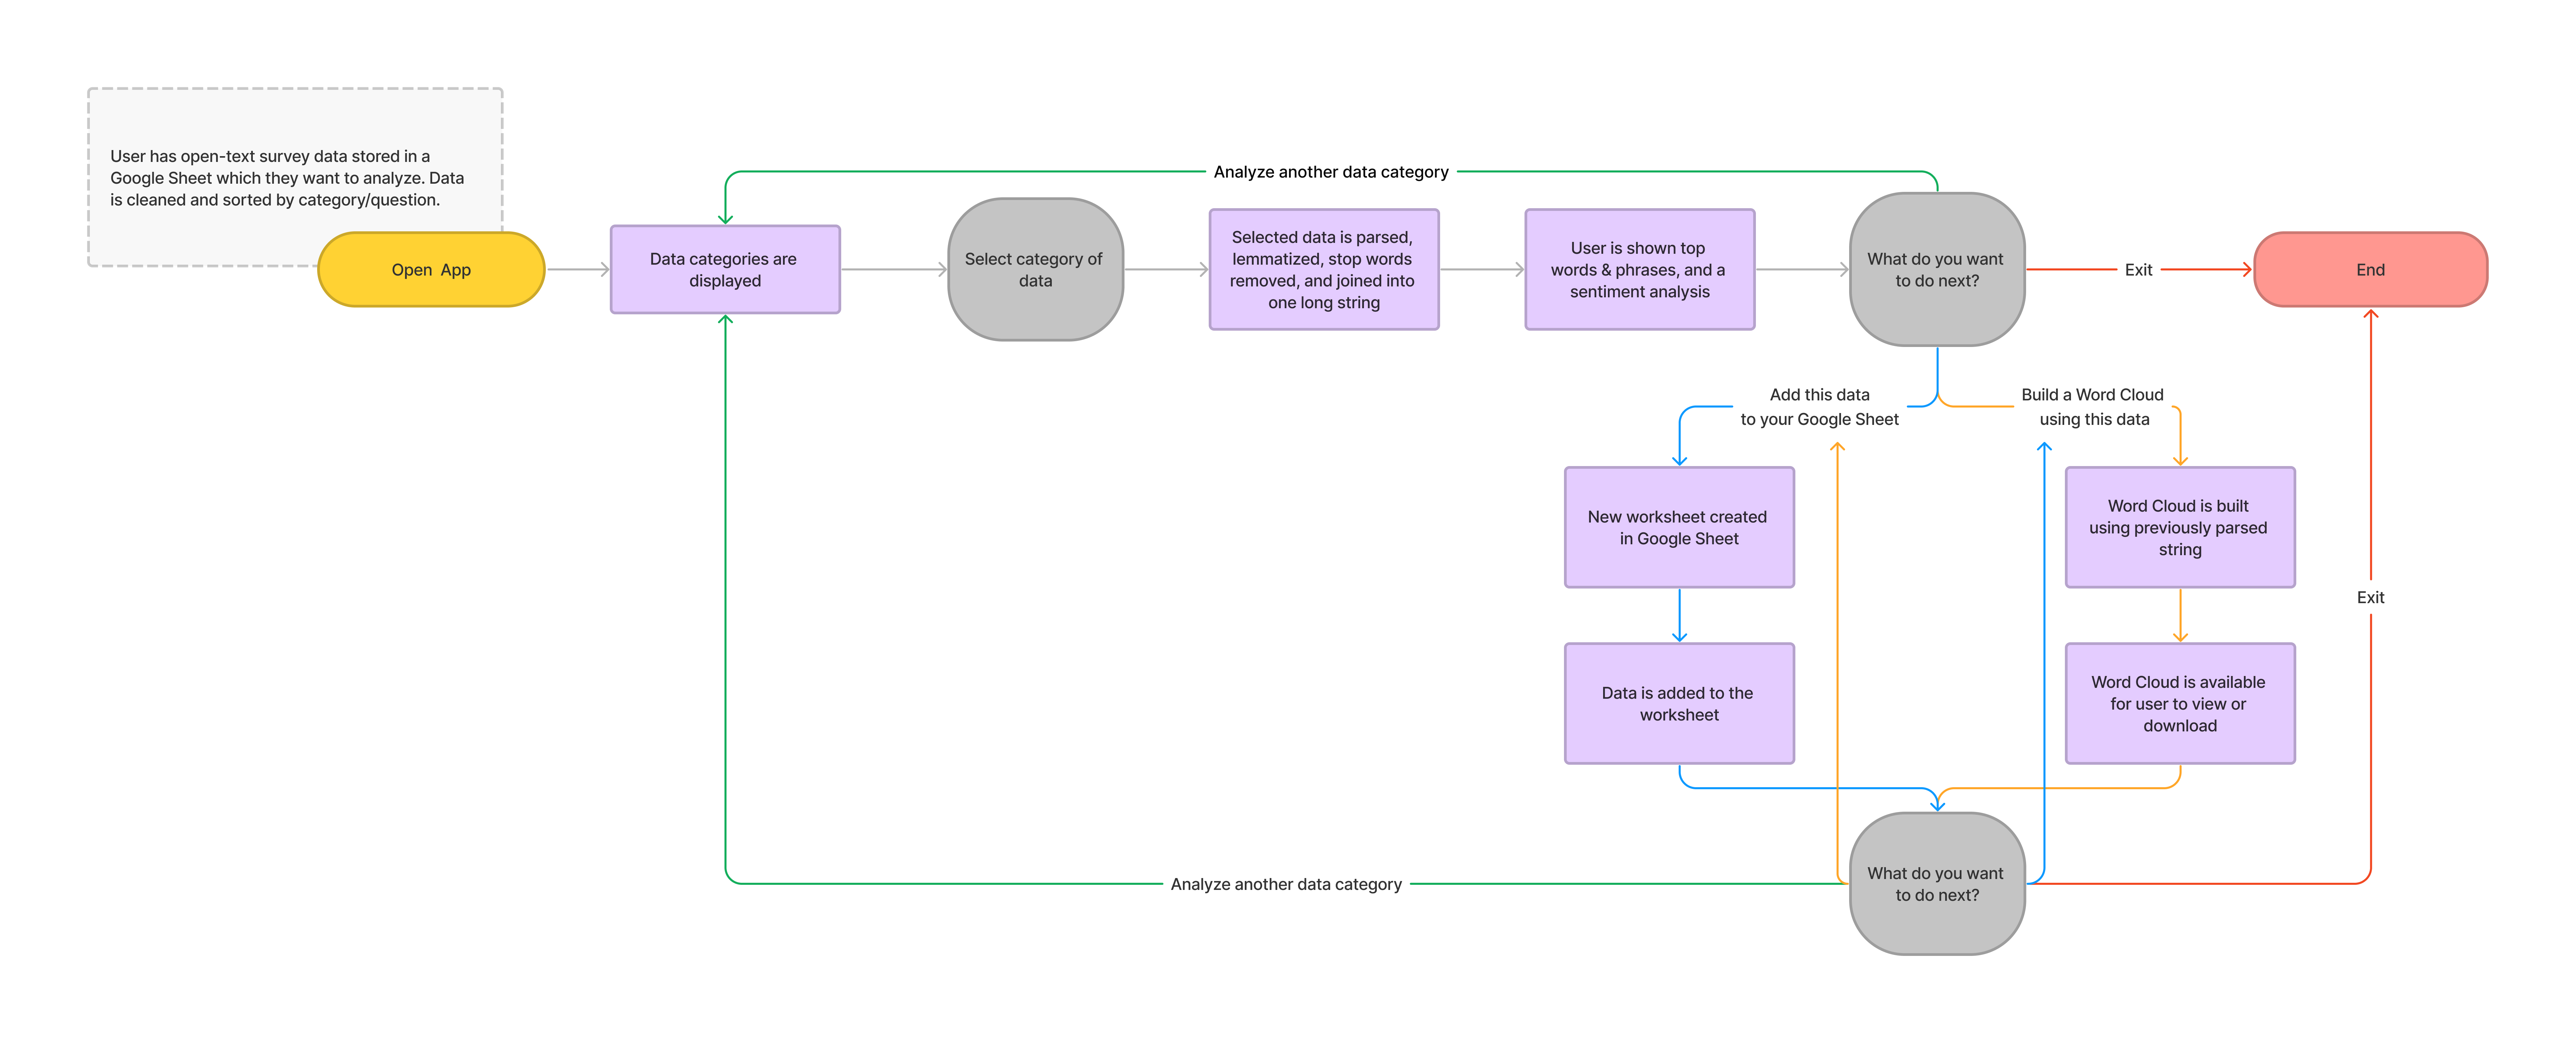 User has open-text survey data stored in a
Google Sheet which they want to analyze. Data
is cleaned and sorted by category/question.
Open App
Data categories are
displayed
Select category of
data
Analyze another data category
Selected data is parsed,
lemmatized, stop words
removed, and joined into
one long string
User is shown top
words & phrases, and a
sentiment analysis
What do you want
to do next?
Exit
End
Add this data
to your Google Sheet
Build a Word Cloud
using this data
New worksheet created
in Google Sheet
Word Cloud is built
using previously parsed
string
Exit
Data is added to the
worksheet
Word Cloud is available
for user to view or
download
Analyze another data category
What do you want
to do next?